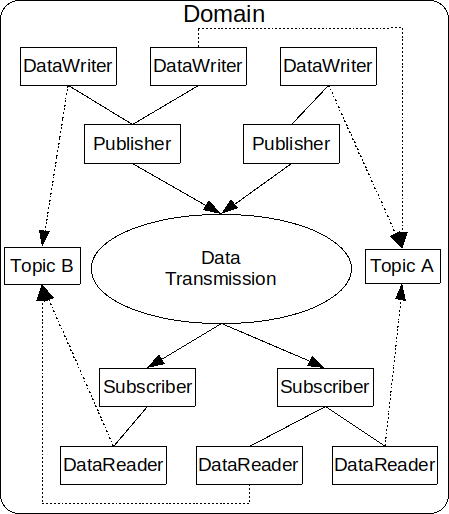 Domain
DataWriter
DataWriter
DataWriter
Publisher
Publisher
Data
Transmission
Topic B
Topic A
Subscriber
Subscriber
DataReader
DataReader
DataReader